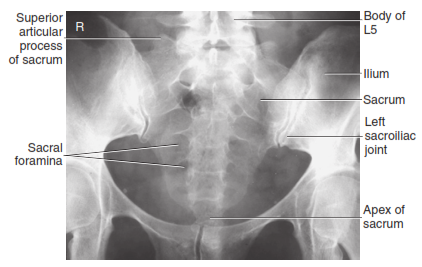 Superior
articular
process
of sacrum
R
Body of
L5
Ilium
Sacrum
Left
sacroiliac
joint
Sacral
foramina
Apex of
sacrum